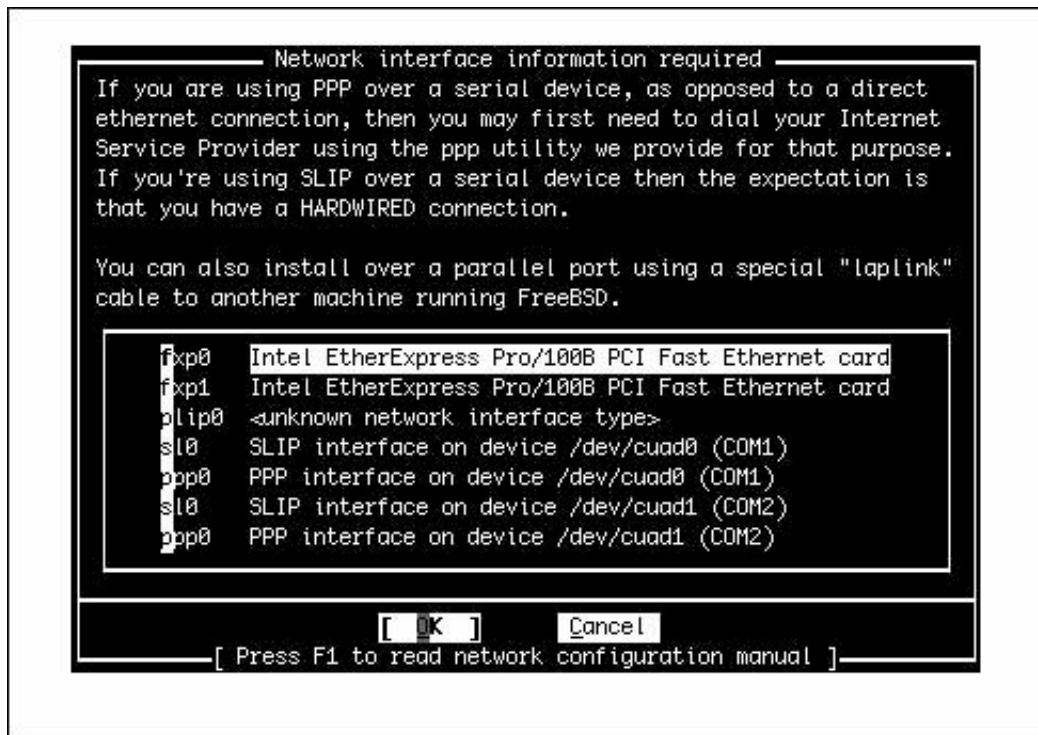 Network interface information required
If you are using PPP over a serial device, as opposed to a direct
ethernet connection, then you may first need to dial your Internet
Service Provider using the ppp utility we provide for that purpose.
If you're using SLIP over a serial device then the expectation is
that you have a HARDWIRED connection.
You can also install over a parallel port using a special "laplink"
cable to another machine running FreeBSD.
fxp0 Intel EtherExpress Pro/100B PCI Fast Ethernet card
fxp1 Intel EtherExpress Pro/100B PCI Fast Ethernet card
plip0 <unknown network interface type>
sl0 SLIP interface on device /dev/cuad0 (COM1)
ppp0 PPP interface on device /dev/cuad0 (COM1)
sl0 SLIP interface on device /dev/cuad1 (COM2)
ppp0 PPP interface on device /dev/cuad1 (COM2)
[ OK ] Cancel
[ Press F1 to read network configuration manual ]